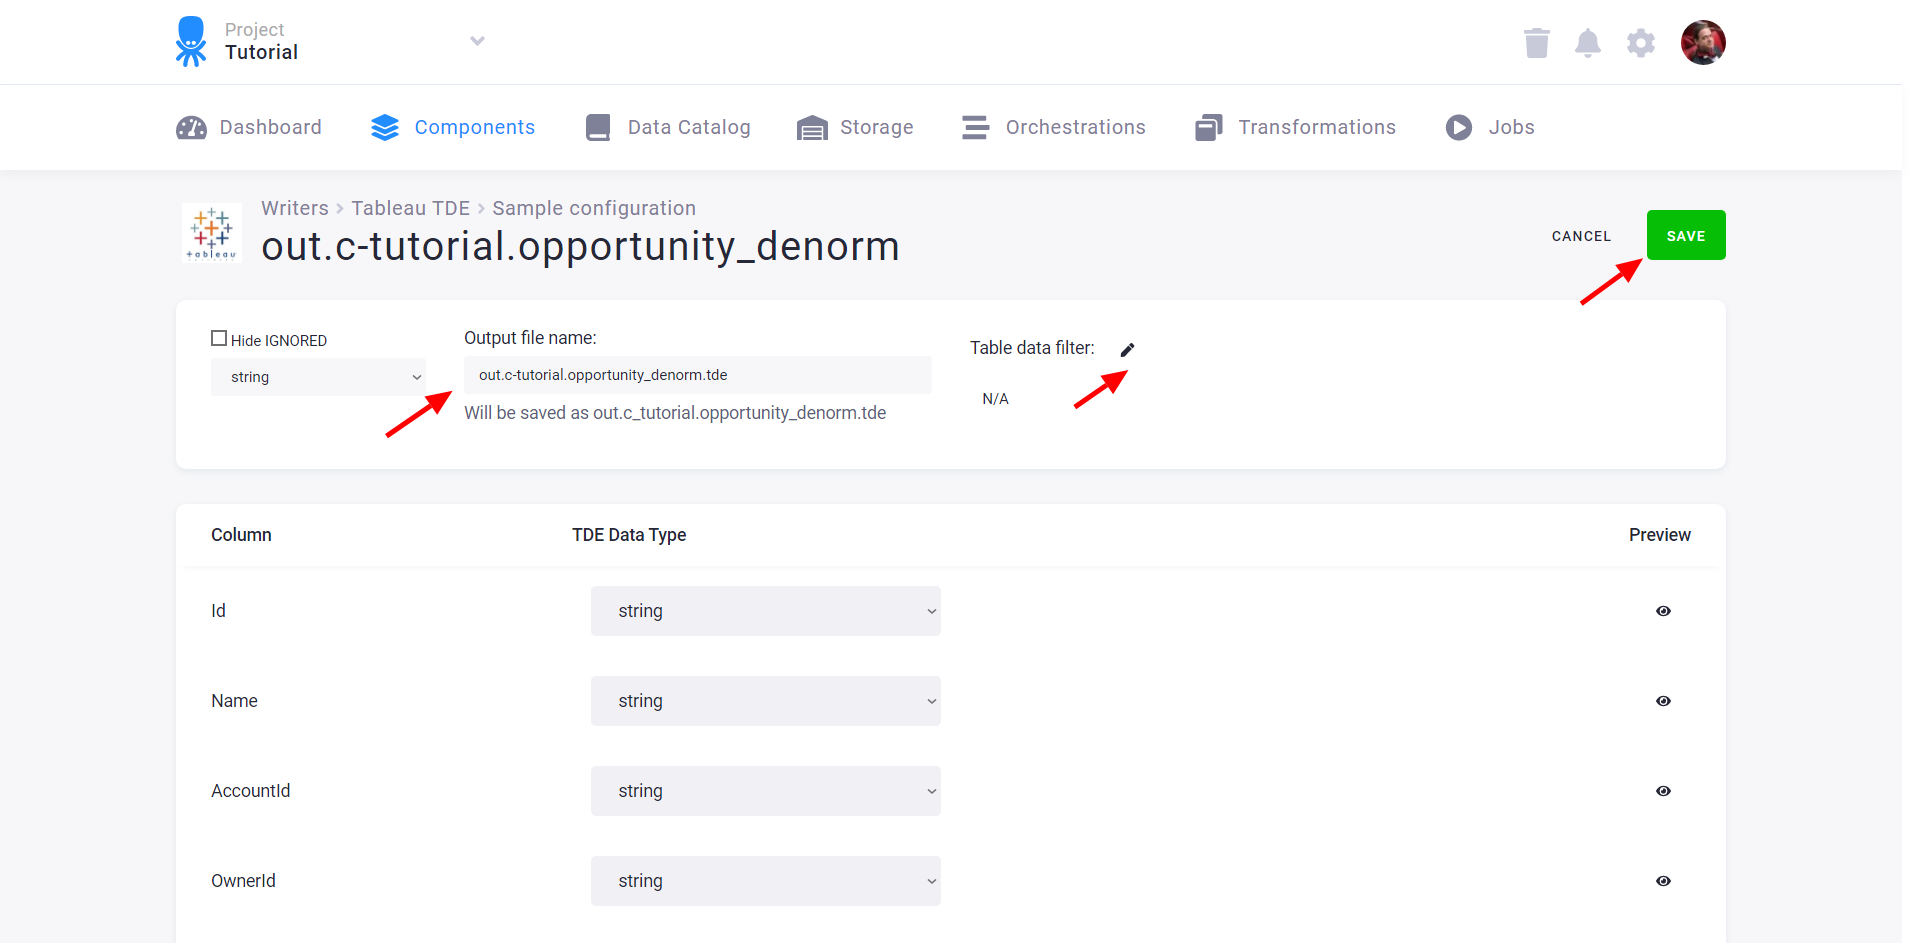 Project
Tutorial
Dashboard
Components
Data Catalog
Storage
Orchestrations
Transformations
Jobs
+ableau
Writers > Tableau TDE > Sample configuration
out.c-tutorial.opportunity_denorm
CANCEL
SAVE
Hide IGNORED
string
Output file name:
out.c-tutorial.opportunity_denorm.tde
Will be saved as out.c_tutorial.opportunity_denorm.tde
Table data filter:
N/A
Column TDE Data Type Preview
Id string
Name string
AccountId string
OwnerId string